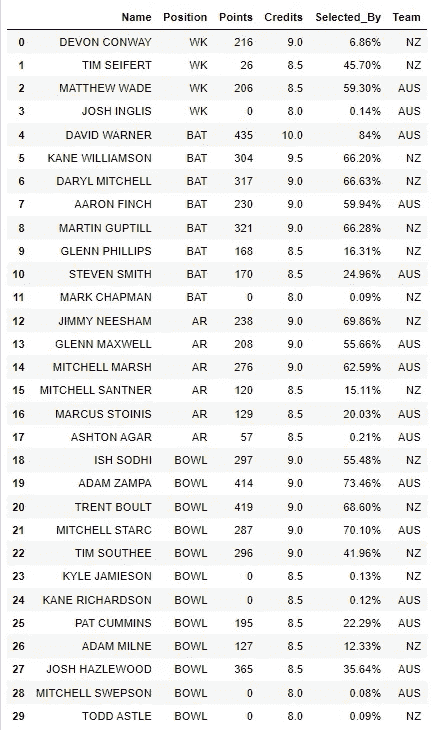 Name Position Points Credits Selected_By Team
0 DEVON CONWAY WK 216 9.0 6.86% NZ
1 TIM SEIFERT WK 26 8.5 45.70% NZ
2 MATTHEW WADE WK 206 8.5 59.30% AUS
3 JOSH INGLIS WK 0 8.0 0.14% AUS
4 DAVID WARNER BAT 435 10.0 84% AUS
5 KANE WILLIAMSON BAT 304 9.5 66.20% NZ
6 DARYL MITCHELL BAT 317 9.0 66.63% NZ
7 AARON FINCH BAT 230 9.0 59.94% AUS
8 MARTIN GUPTILL BAT 321 9.0 66.28% NZ
9 GLENN PHILLIPS BAT 168 8.5 16.31% NZ
10 STEVEN SMITH BAT 170 8.5 24.96% AUS
11 MARK CHAPMAN BAT 0 8.0 0.09% NZ
12 JIMMY NEESHAM AR 238 9.0 69.86% NZ
13 GLENN MAXWELL AR 208 9.0 55.66% AUS
14 MITCHELL MARSH AR 276 9.0 62.59% AUS
15 MITCHELL SANTNER AR 120 8.5 15.11% NZ
16 MARCUS STOINIS AR 129 8.5 20.03% AUS
17 ASHTON AGAR AR 57 8.5 0.21% AUS
18 ISH SODHI BOWL 297 9.0 55.48% NZ
19 ADAM ZAMPA BOWL 414 9.0 73.46% AUS
20 TRENT BOULT BOWL 419 9.0 68.60% NZ
21 MITCHELL STARC BOWL 287 9.0 70.10% AUS
22 TIM SOUTHEE BOWL 296 9.0 41.96% NZ
23 KYLE JAMIESON BOWL 0 8.5 0.13% NZ
24 KANE RICHARDSON BOWL 0 8.5 0.12% AUS
25 PAT CUMMINS BOWL 195 8.5 22.29% AUS
26 ADAM MILNE BOWL 127 8.5 12.33% NZ
27 JOSH HAZLEWOOD BOWL 365 8.5 35.64% AUS
28 MITCHELL SWEPSON BOWL 0 8.0 0.08% AUS
29 TODD ASTLE BOWL 0 8.0 0.09% NZ